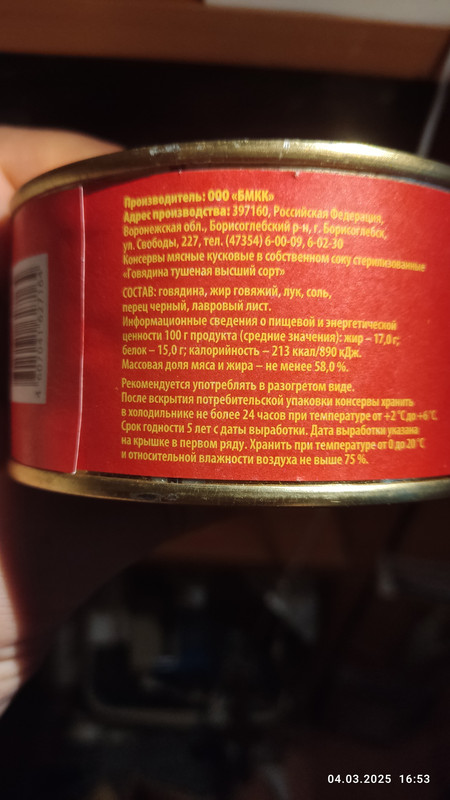 Производитель: ООО «БМКК»
Адрес производства: 397160, Российская Федерация,
Воронежская обл., Борисоглебский р-н, г. Борисоглебск,
ул. Свободы, 227, тел. (47354) 6-00-09, 6-02-30
Консервы мясные кусковые в собственном соку стерилизованные
«Говядина тушеная высший сорт»
СОСТАВ: говядина, жир говяжий, лук, соль,
перец черный, лавровый лист.
Информационные сведения о пищевой и энергетической
ценности 100 г продукта (средние значения): жир – 17,0 г;
белок – 15,0 г; калорийность – 213 ккал/890 кДж.
Массовая доля мяса и жира – не менее 58,0 %.
Рекомендуется употреблять в разогретом виде.
После вскрытия потребительской упаковки консервы хранить
в холодильнике не более 24 часов при температуре от +2 °С до +6 °С.
Срок годности 5 лет с даты выработки. Дата выработки указана
на крышке в первом ряду. Хранить при температуре от 0 до 20 °С
и относительной влажности воздуха не выше 75 %.
04.03.2025 16:53